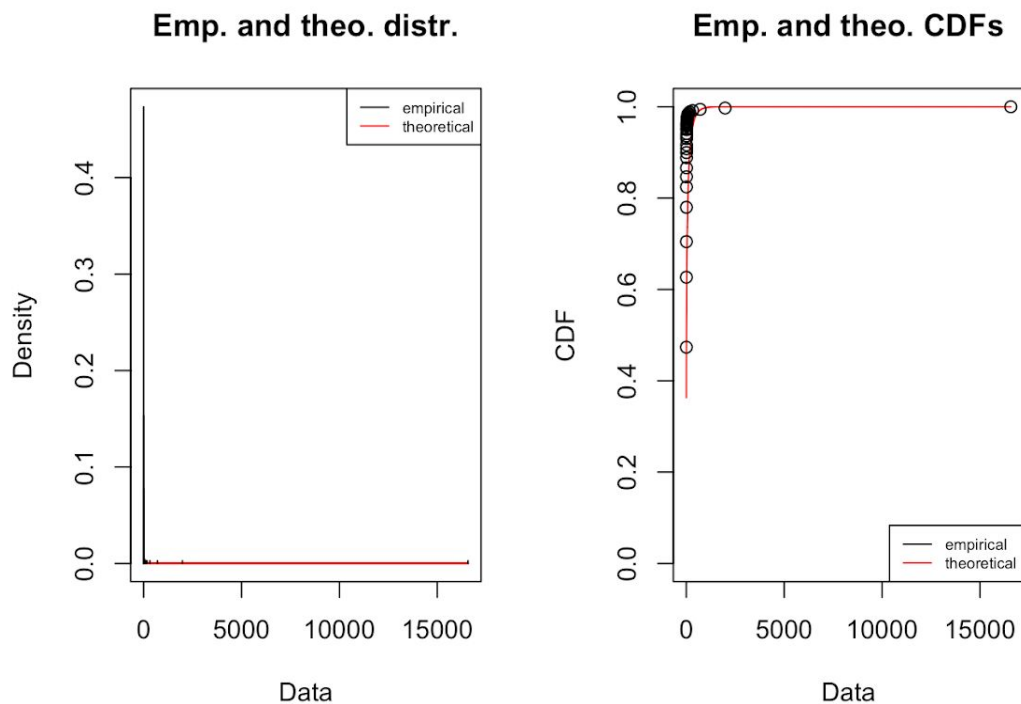 Emp. and theo. distr.
empirical
theoretical
Density
0.0
0.1
0.2
0.3
0.4
0
5000
10000
15000
Data
Emp. and theo. CDFs
CDF
0.0
0.2
0.4
0.6
0.8
1.0
empirical
theoretical
0
5000
10000
15000
Data